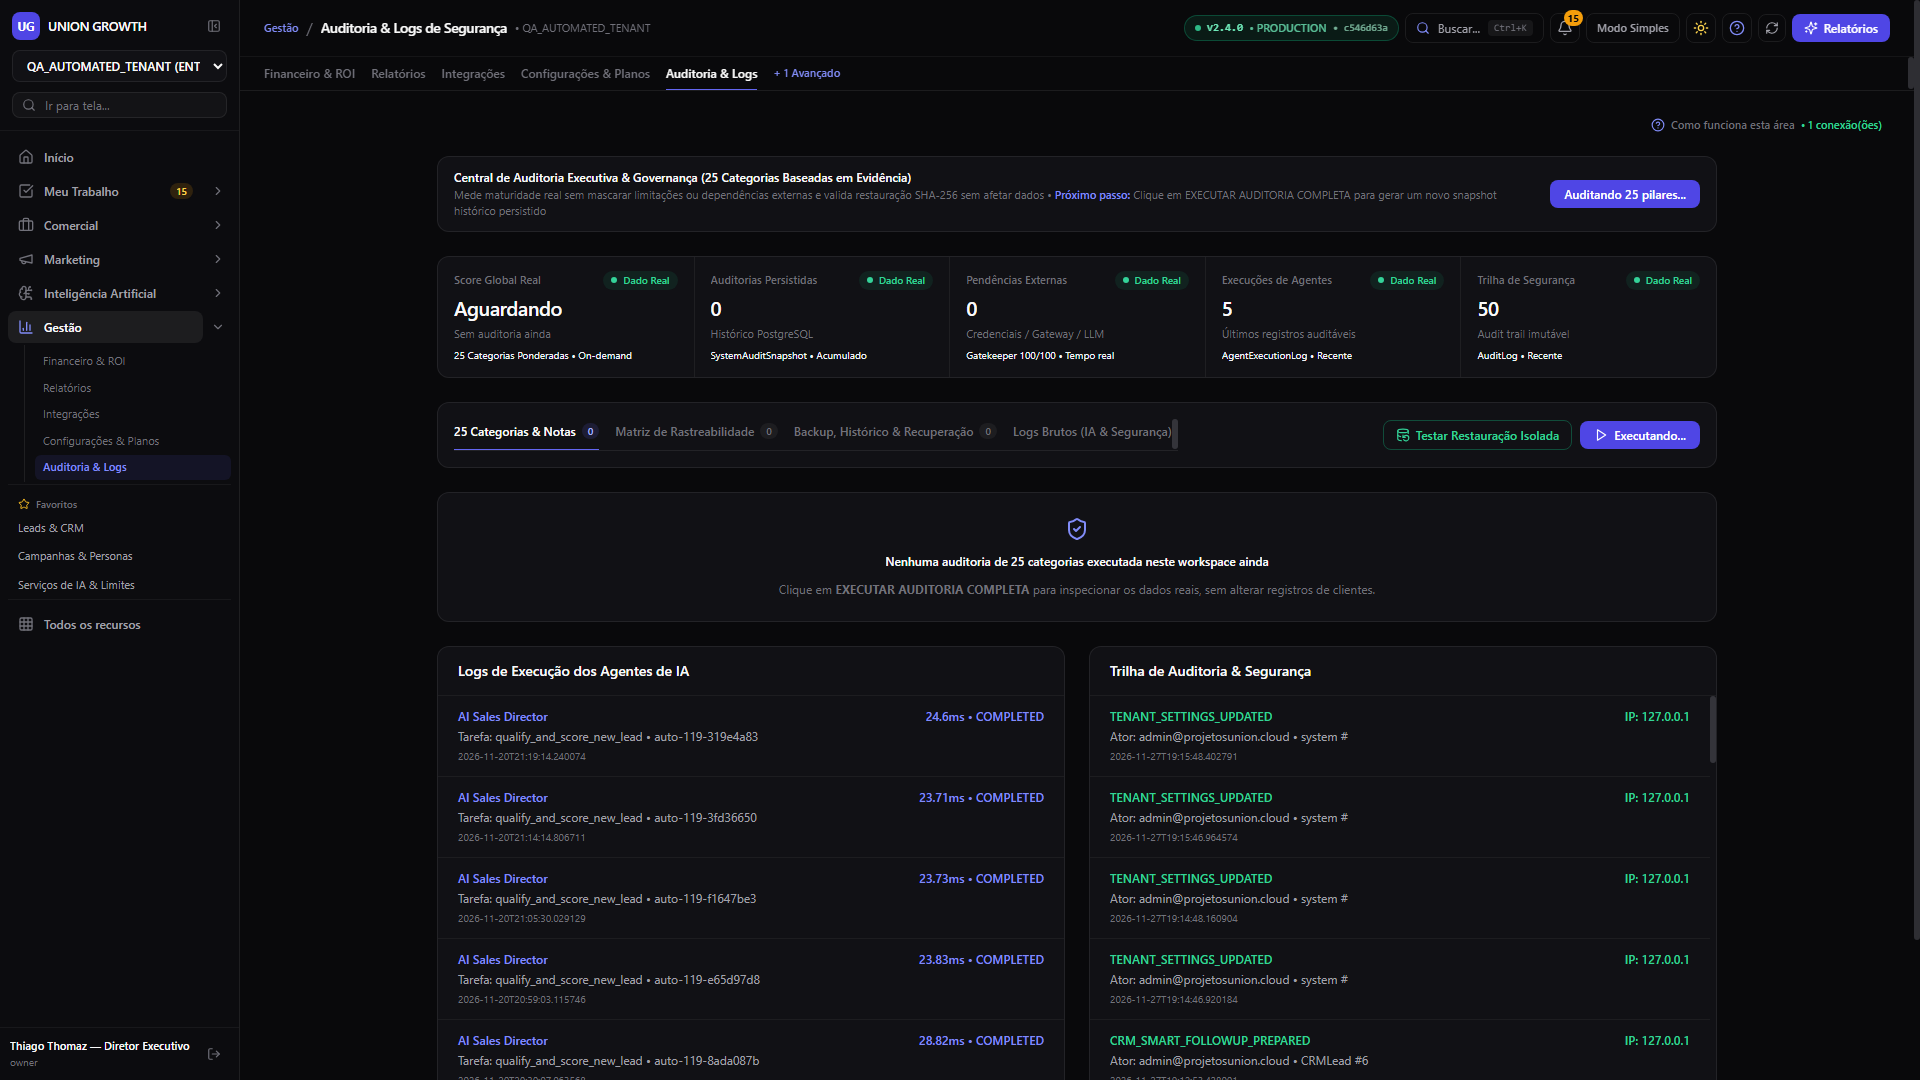 UG UNION GROWTH
QA_AUTOMATED_TENANT (ENT
Ir para tela...
Início
Meu Trabalho 15
Comercial
Marketing
Inteligência Artificial
Gestão
Financeiro & ROI
Relatórios
Integrações
Configurações & Planos
Auditoria & Logs
Favoritos
Leads & CRM
Campanhas & Personas
Serviços de IA & Limites
Todos os recursos
Thiago Thomaz — Diretor Executivo
owner
Gestão / Auditoria & Logs de Segurança • QA_AUTOMATED_TENANT
v2.4.0 • PRODUCTION • c546d63a
Buscar... Ctrl+K
15
Modo Simples
Relatórios
Financeiro & ROI Relatórios Integrações Configurações & Planos Auditoria & Logs + 1 Avançado
Como funciona esta área • 1 conexão(ões)
Central de Auditoria Executiva & Governança (25 Categorias Baseadas em Evidência)
Mede maturidade real sem mascarar limitações ou dependências externas e valida restauração SHA-256 sem afetar dados • Próximo passo: Clique em EXECUTAR AUDITORIA COMPLETA para gerar um novo snapshot
histórico persistido
Auditando 25 pilares...
Score Global Real Dado Real
Aguardando
Sem auditoria ainda
25 Categorias Ponderadas • On-demand
Auditorias Persistidas Dado Real
0
Histórico PostgreSQL
SystemAuditSnapshot • Acumulado
Pendências Externas Dado Real
0
Credenciais / Gateway / LLM
Gatekeeper 100/100 • Tempo real
Execuções de Agentes Dado Real
5
Últimos registros auditáveis
AgentExecutionLog • Recente
Trilha de Segurança Dado Real
50
Audit trail imutável
AuditLog • Recente
25 Categorias & Notas 0 Matriz de Rastreabilidade 0 Backup, Histórico & Recuperação 0 Logs Brutos (IA & Segurança)
Testar Restauração Isolada
Executando...
Nenhuma auditoria de 25 categorias executada neste workspace ainda
Clique em EXECUTAR AUDITORIA COMPLETA para inspecionar os dados reais, sem alterar registros de clientes.
Logs de Execução dos Agentes de IA
AI Sales Director 24.6ms • COMPLETED
Tarefa: qualify_and_score_new_lead • auto-119-319e4a83
2026-11-20T21:19:14.240074
AI Sales Director 23.71ms • COMPLETED
Tarefa: qualify_and_score_new_lead • auto-119-3fd36650
2026-11-20T21:14:14.806711
AI Sales Director 23.73ms • COMPLETED
Tarefa: qualify_and_score_new_lead • auto-119-f1647be3
2026-11-20T21:05:30.029129
AI Sales Director 23.83ms • COMPLETED
Tarefa: qualify_and_score_new_lead • auto-119-e65d97d8
2026-11-20T20:59:03.115746
AI Sales Director 28.82ms • COMPLETED
Tarefa: qualify_and_score_new_lead • auto-119-8ada087b
Trilha de Auditoria & Segurança
TENANT_SETTINGS_UPDATED IP: 127.0.0.1
Ator: admin@projetosunion.cloud • system #
2026-11-27T19:15:48.402791
TENANT_SETTINGS_UPDATED IP: 127.0.0.1
Ator: admin@projetosunion.cloud • system #
2026-11-27T19:15:46.964574
TENANT_SETTINGS_UPDATED IP: 127.0.0.1
Ator: admin@projetosunion.cloud • system #
2026-11-27T19:14:48.160904
TENANT_SETTINGS_UPDATED IP: 127.0.0.1
Ator: admin@projetosunion.cloud • system #
2026-11-27T19:14:46.920184
CRM_SMART_FOLLOWUP_PREPARED IP: 127.0.0.1
Ator: admin@projetosunion.cloud • CRMLead #6